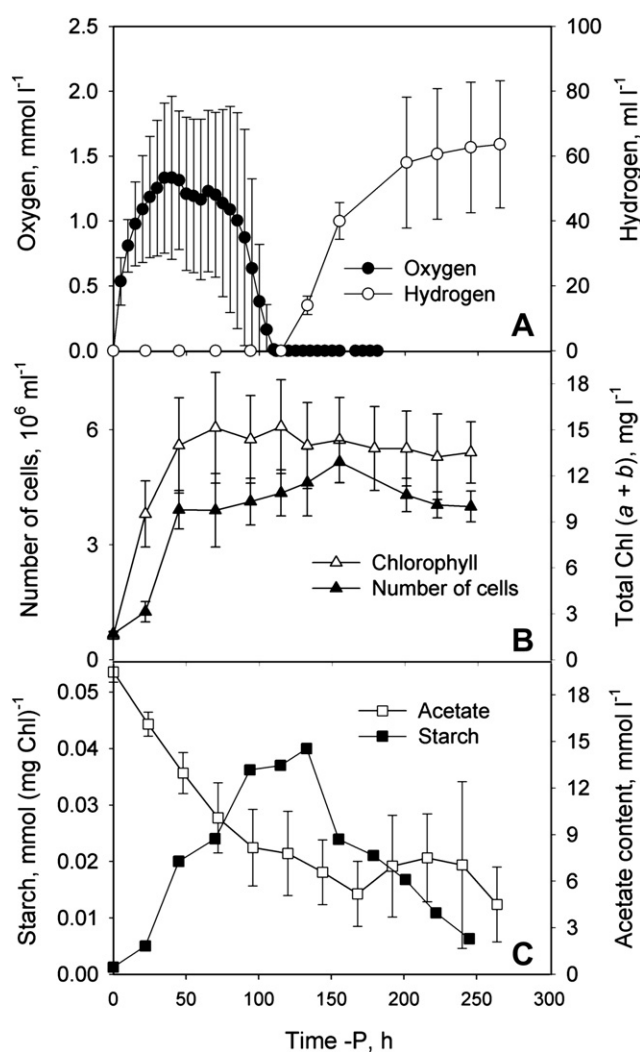 2.5
2.0
1.5
1.0
0.5
0.0
Oxygen, mmol l-1
100
80
60
40
20
0
Hydrogen, ml l-1
Oxygen
Hydrogen
A
6
3
0
Number of cells, 10^6 ml-1
18
15
12
9
6
3
0
Total Chl (a + b), mg l-1
Chlorophyll
Number of cells
B
0.05
0.04
0.03
0.02
0.01
0.00
Starch, mmol (mg Chl)-1
18
15
12
9
6
3
0
Acetate content, mmol l-1
Acetate
Starch
C
0 50 100 150 200 250 300
Time -P, h